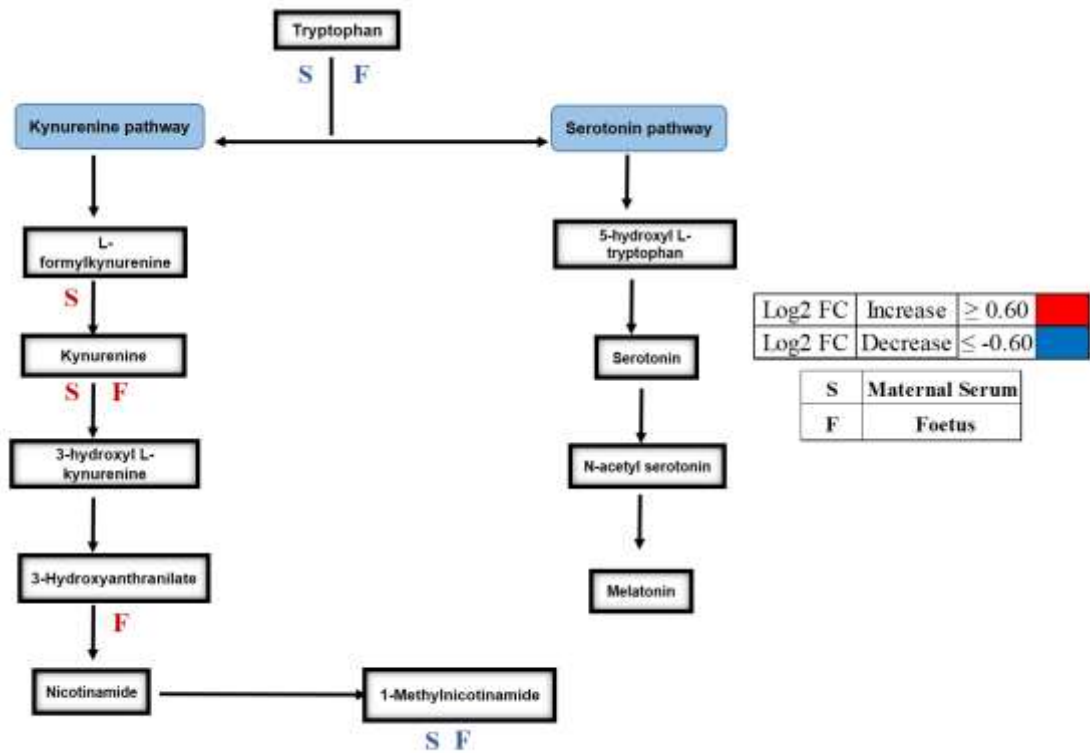 Tryptophan
S F
Kynurenine pathway
Serotonin pathway
L-
formylkynurenine
S
Kynurenine
S F
3-hydroxyl L-
kynurenine
3-Hydroxyanthranilate
F
Nicotinamide
1-Methylnicotinamide
S F
5-hydroxyl L-
tryptophan
Serotonin
N-acetyl serotonin
Melatonin
Log2 FC Increase ≥ 0.60
Log2 FC Decrease ≤ -0.60
S Maternal Serum
F Foetus